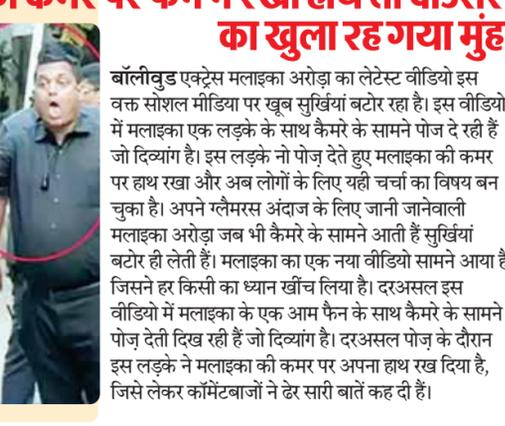 का खुला रह गया मुंह
बॉलीवुड एक्ट्रेस मलाइका अरोड़ा का लेटेस्ट वीडियो इस
वक्त सोशल मीडिया पर खूब सुर्खियां बटोर रहा है। इस वीडियो
में मलाइका एक लड़के के साथ कैमरे के सामने पोज दे रही हैं
जो दिव्यांग है। इस लड़के नो पोज़ देते हुए मलाइका की कमर
पर हाथ रखा और अब लोगों के लिए यही चर्चा का विषय बन
चुका है। अपने ग्लैमरस अंदाज के लिए जानी जानेवाली
मलाइका अरोड़ा जब भी कैमरे के सामने आती हैं सुर्खियां
बटोर ही लेती हैं। मलाइका का एक नया वीडियो सामने आया है
जिसने हर किसी का ध्यान खींच लिया है। दरअसल इस
वीडियो में मलाइका के एक आम फैन के साथ कैमरे के सामने
पोज़ देती दिख रही हैं जो दिव्यांग है। दरअसल पोज़ के दौरान
इस लड़के ने मलाइका की कमर पर अपना हाथ रख दिया है,
जिसे लेकर कॉमेंटबाजों ने ढेर सारी बातें कह दी हैं।